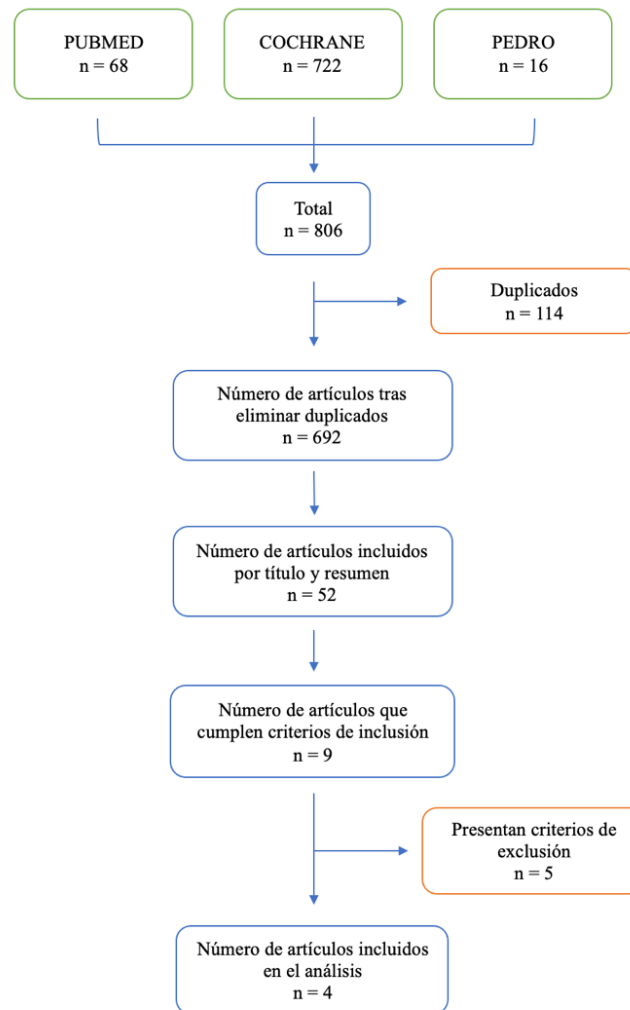 PUBMED
n = 68
COCHRANE
n = 722
PEDRO
n = 16
Total
n = 806
Duplicados
n = 114
Número de artículos tras
eliminar duplicados
n = 692
Número de artículos incluidos
por título y resumen
n = 52
Número de artículos que
cumplen criterios de inclusión
n = 9
Presentan criterios de
exclusión
n = 5
Número de artículos incluidos
en el análisis
n = 4